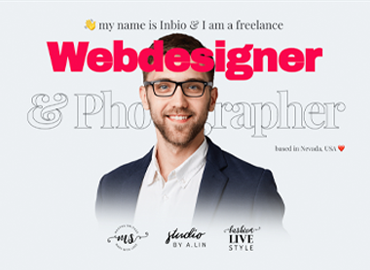 👋 my name is Inbio & I am a freelance
Webdesigner
& Photographer
based in Nevada, USA ❤️
ms
studio
BY A.LIN
fashion
LIVE
STYLE